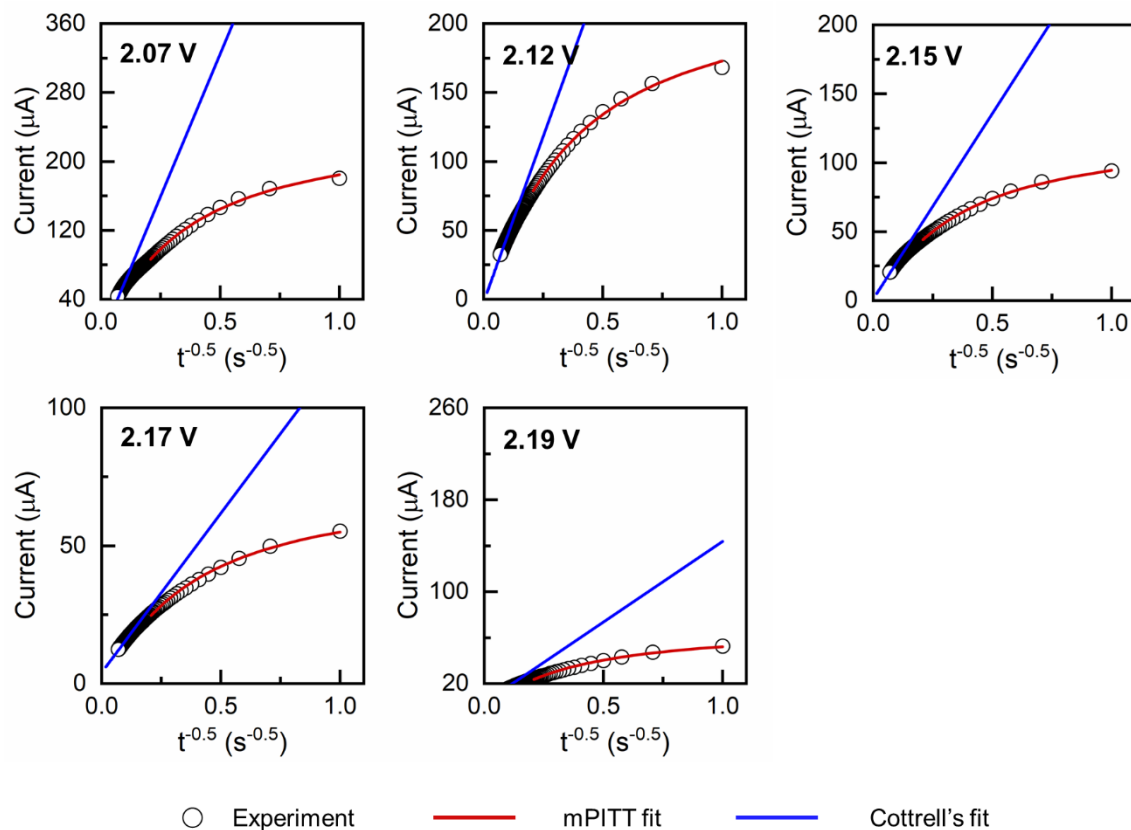 360
280
200
120
40
2.07 V
Current (μA)
0.0
0.5
1.0
t-0.5 (s-0.5)
200
150
100
50
0
2.12 V
Current (μA)
0.0
0.5
1.0
t-0.5 (s-0.5)
200
150
100
50
0
2.15 V
Current (μA)
0.0
0.5
1.0
t-0.5 (s-0.5)
100
50
0
2.17 V
Current (μA)
0.0
0.5
1.0
t-0.5 (s-0.5)
260
180
100
20
2.19 V
Current (μA)
0.0
0.5
1.0
t-0.5 (s-0.5)
Experiment mPITT fit Cottrell's fit